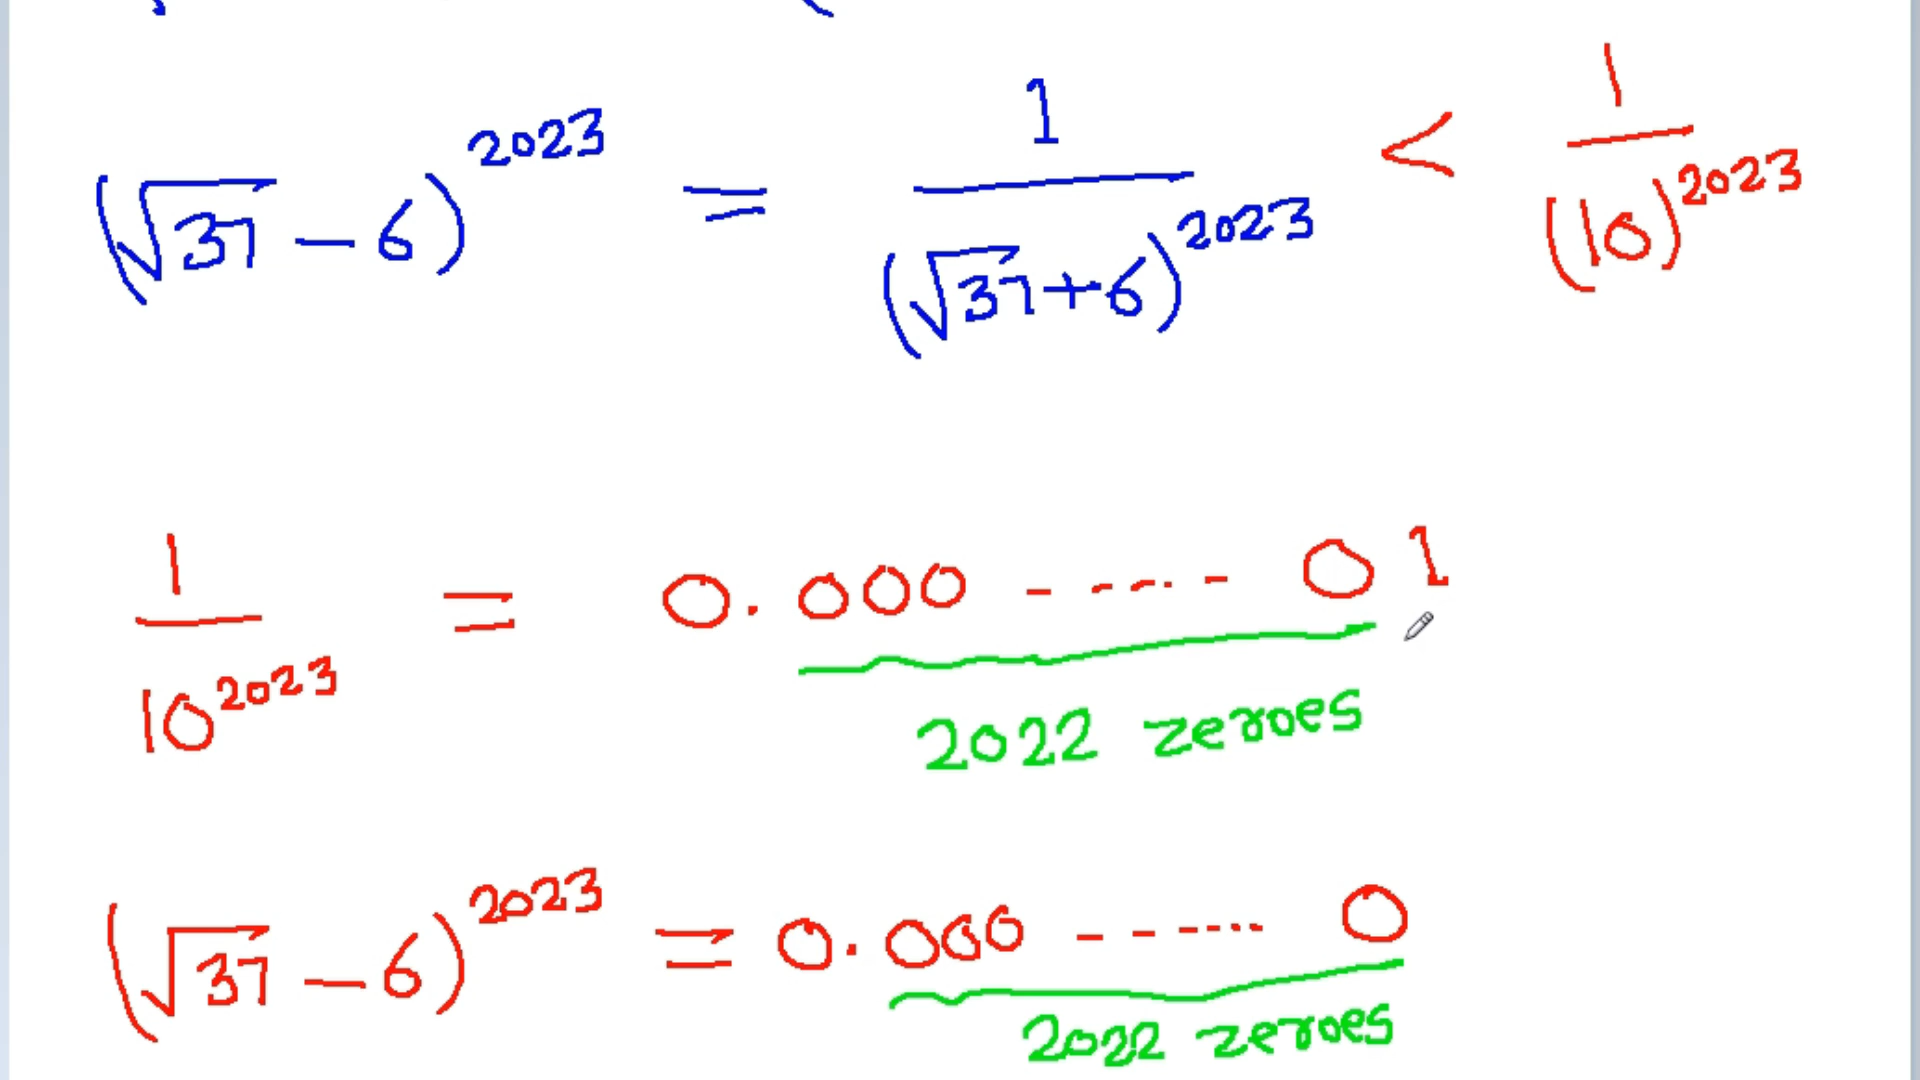 (√37 - 6)^2023 = 1/(√37+6)^2023 < 1/(10)^2023
1/10^2023 = 0.000 - ----- 01
2022 zeroes
(√37 - 6)^2023 = 0.000 ------ 0
2022 zeroes